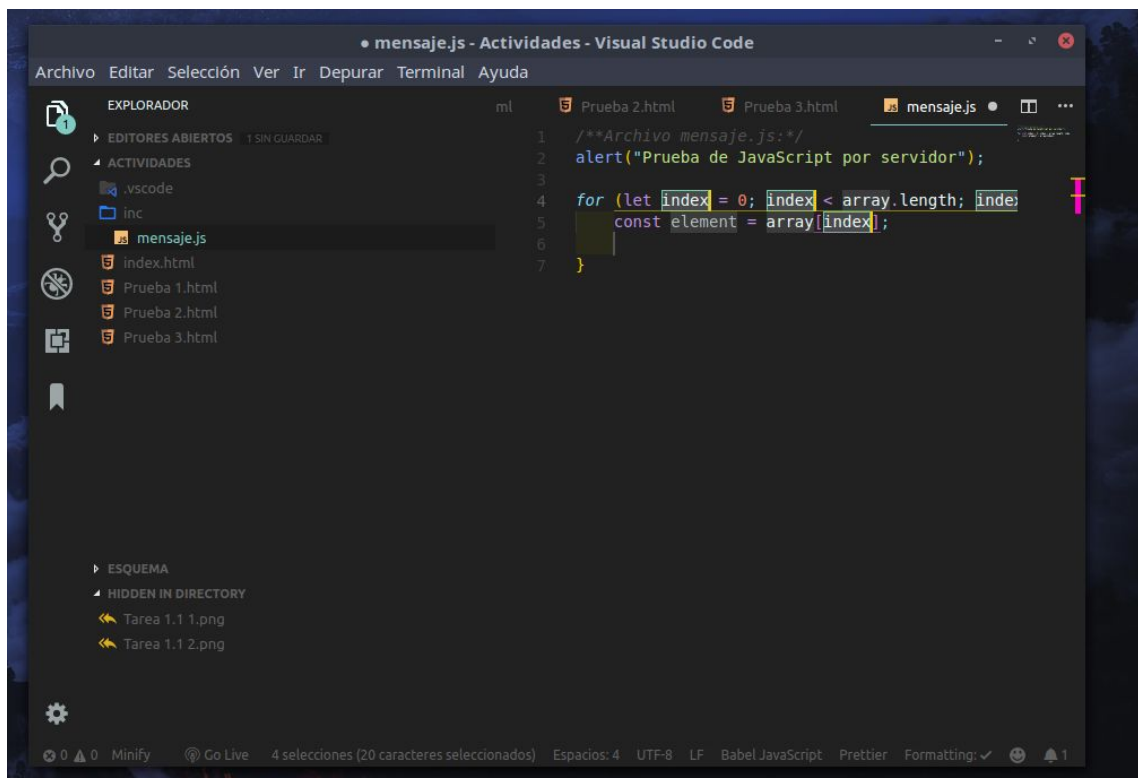 ● mensaje.js - Actividades - Visual Studio Code
Archivo Editar Selección Ver Ir Depurar Terminal Ayuda
EXPLORADOR
1
EDITORES ABIERTOS 1 SIN GUARDAR
ACTIVIDADES
.vscode
inc
mensaje.js
index.html
Prueba 1.html
Prueba 2.html
Prueba 3.html
ESQUEMA
HIDDEN IN DIRECTORY
Tarea 1.1 1.png
Tarea 1.1 2.png
ml Prueba 2.html Prueba 3.html mensaje.js ●
1 /**Archivo mensaje.js:*/
2 alert("Prueba de JavaScript por servidor");
3
4 for (let index = 0; index < array.length; index
5 const element = array[index];
6
7 }
0 0 Minify Go Live 4 selecciones (20 caracteres seleccionados) Espacios: 4 UTF-8 LF Babel JavaScript Prettier Formatting: ✓ 1